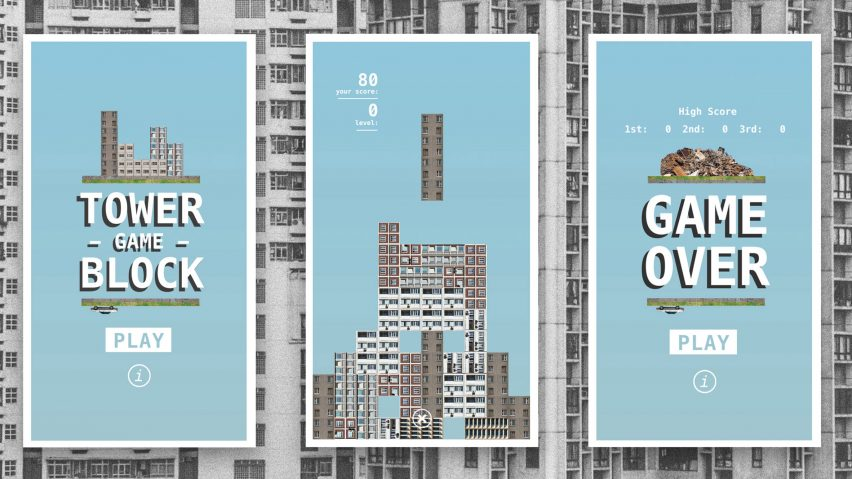 TOWER
- GAME -
BLOCK
PLAY
i
80
your score:
0
level:
High Score
1st: 0 2nd: 0 3rd: 0
GAME
OVER
PLAY
i